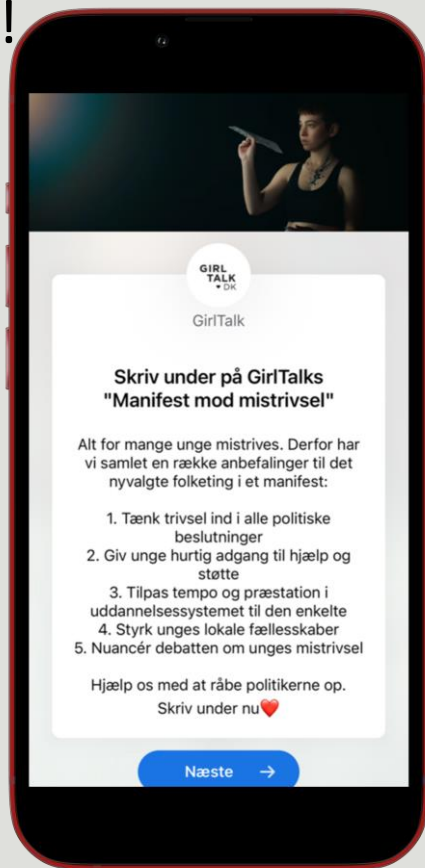 !
GIRL
TALK
♥ DK
GirlTalk
Skriv under på GirlTalks
"Manifest mod mistrivsel"
Alt for mange unge mistrives. Derfor har
vi samlet en række anbefalinger til det
nyvalgte folketing i et manifest:
1. Tænk trivsel ind i alle politiske
beslutninger
2. Giv unge hurtig adgang til hjælp og
støtte
3. Tilpas tempo og præstation i
uddannelsessystemet til den enkelte
4. Styrk unges lokale fællesskaber
5. Nuancér debatten om unges mistrivsel
Hjælp os med at råbe politikerne op.
Skriv under nu❤️
Næste →